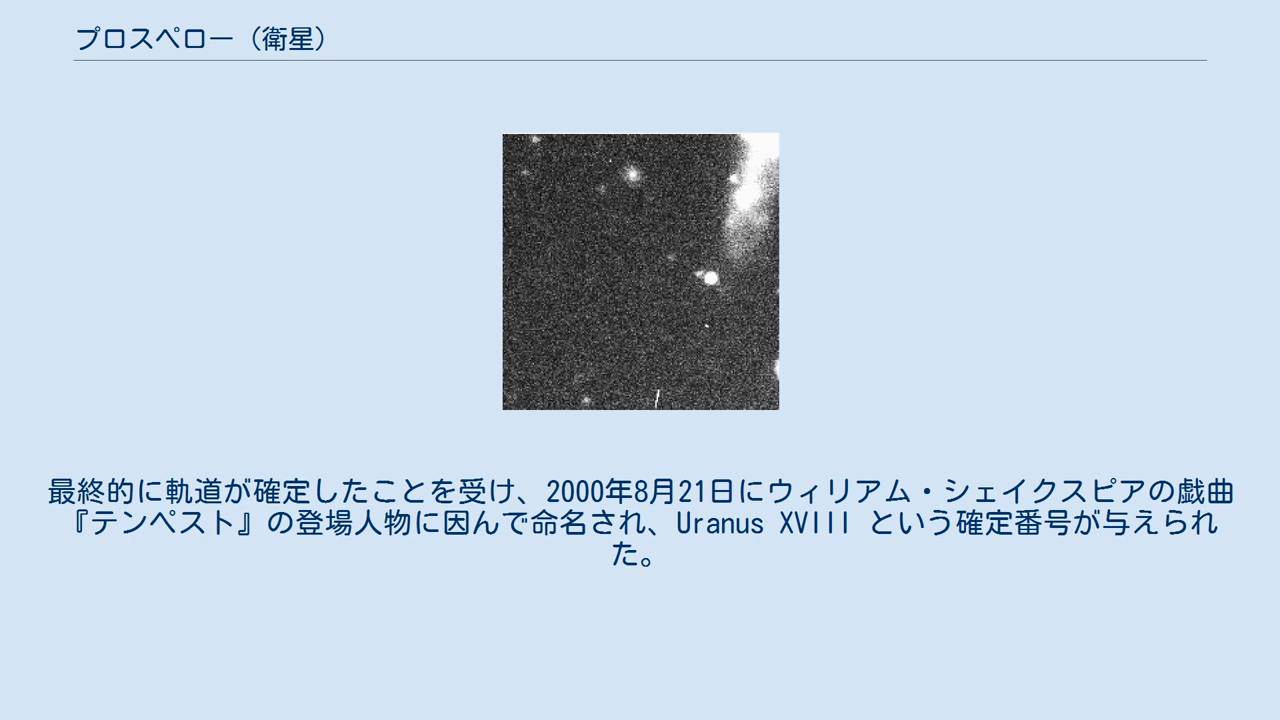 プロスペロー（衛星）
最終的に軌道が確定したことを受け、2000年8月21日にウィリアム・シェイクスピアの戯曲
『テンペスト』の登場人物に因んで命名され、Uranus XVIII という確定番号が与えられ
た。